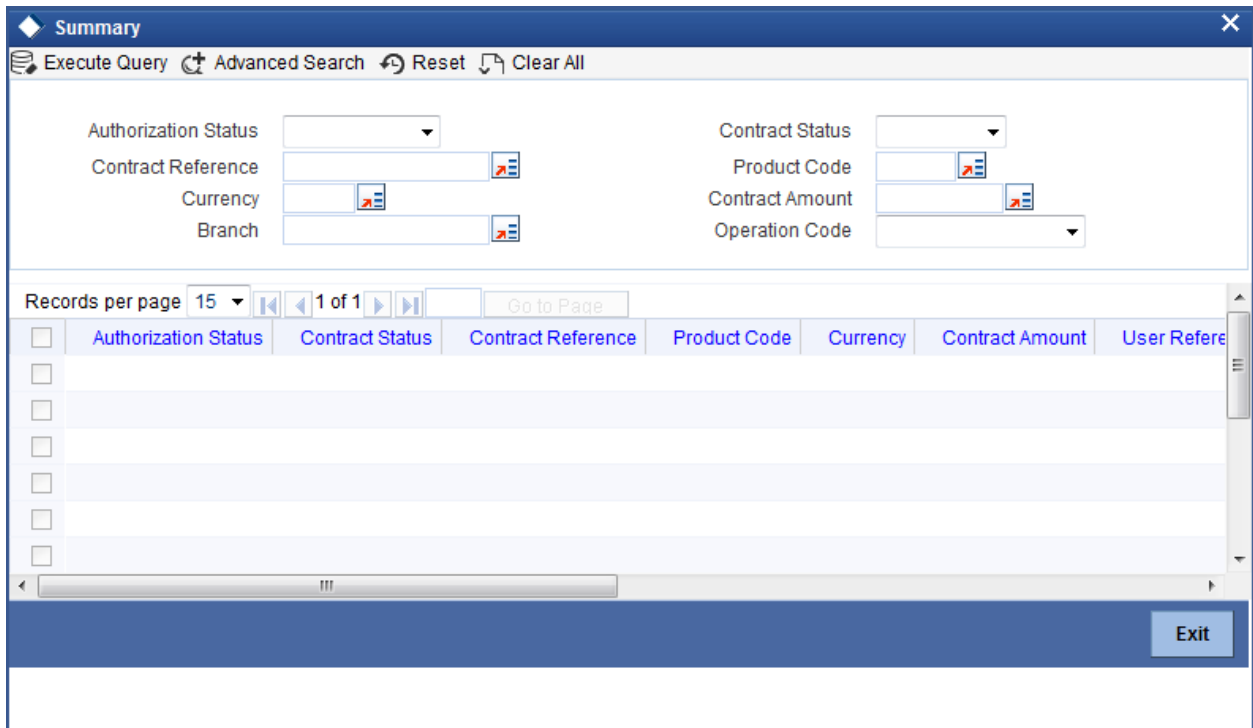 Summary
Execute Query Advanced Search Reset Clear All
Authorization Status Contract Status
Contract Reference Product Code
Currency Contract Amount
Branch Operation Code
Records per page 15 1 of 1 Go to Page
Authorization Status Contract Status Contract Reference Product Code Currency Contract Amount User Refere
Exit